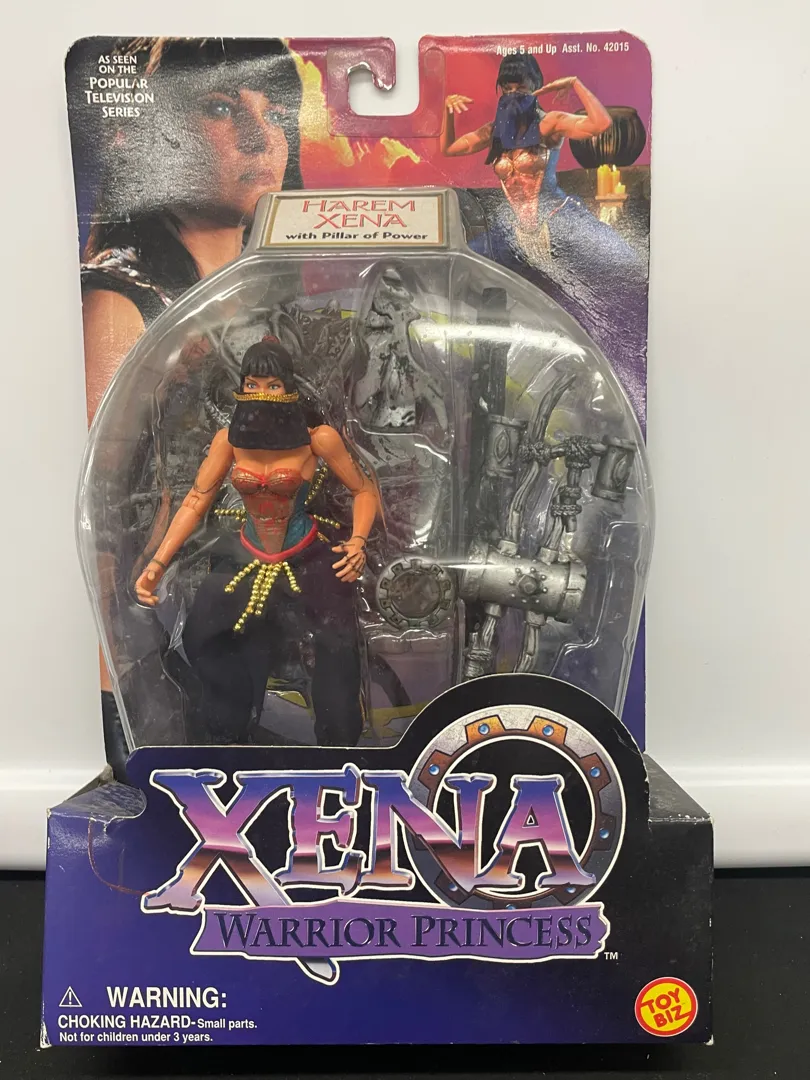 AS SEEN
ON THE
POPULAR
TELEVISION
SERIES
Ages 5 and Up Asst. No. 42015
HAREM
XENA
with Pillar of Power
XENA
WARRIOR PRINCESS
TM
⚠ WARNING:
CHOKING HAZARD-Small parts.
Not for children under 3 years.
TOY
BIZ